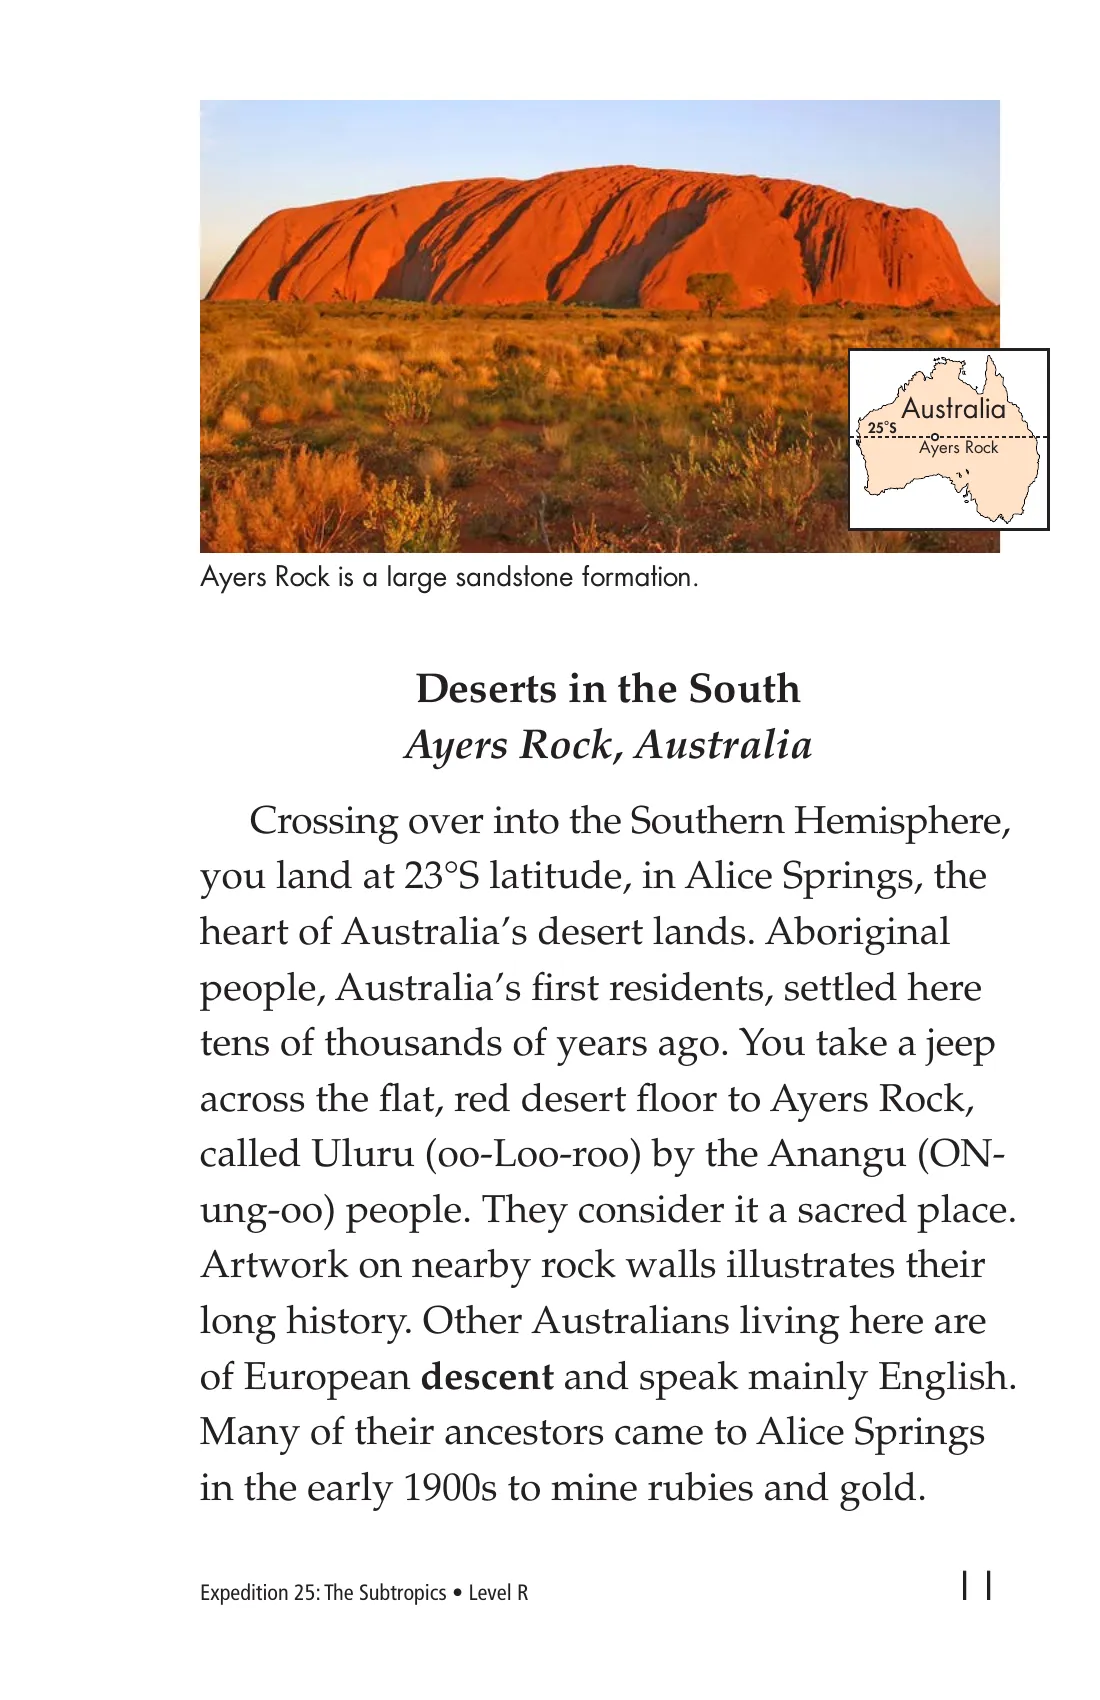 Australia
25°S
Ayers Rock
Ayers Rock is a large sandstone formation.
Deserts in the South
Ayers Rock, Australia
Crossing over into the Southern Hemisphere,
you land at 23°S latitude, in Alice Springs, the
heart of Australia’s desert lands. Aboriginal
people, Australia’s first residents, settled here
tens of thousands of years ago. You take a jeep
across the flat, red desert floor to Ayers Rock,
called Uluru (oo-Loo-roo) by the Anangu (ON-
ung-oo) people. They consider it a sacred place.
Artwork on nearby rock walls illustrates their
long history. Other Australians living here are
of European descent and speak mainly English.
Many of their ancestors came to Alice Springs
in the early 1900s to mine rubies and gold.
Expedition 25: The Subtropics • Level R
11